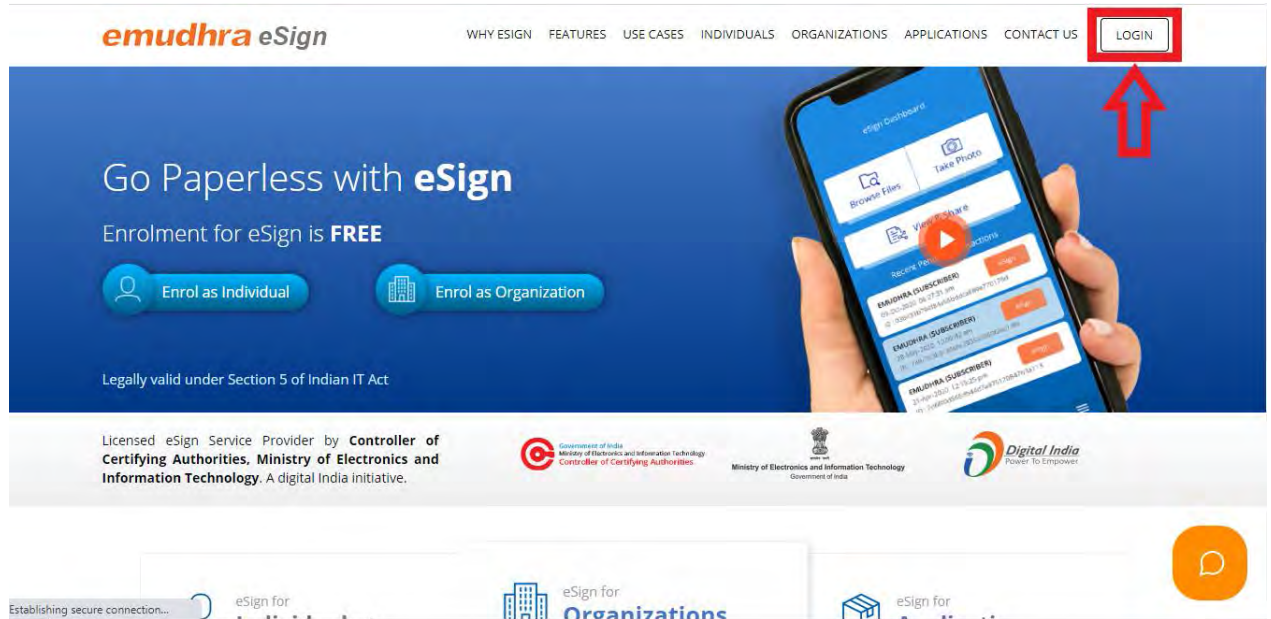 emudhra eSign
WHY ESIGN FEATURES USE CASES INDIVIDUALS ORGANIZATIONS APPLICATIONS CONTACT US LOGIN
Go Paperless with eSign
Enrolment for eSign is FREE
Enrol as Individual
Enrol as Organization
Legally valid under Section 5 of Indian IT Act
eSign Dashboard
Browse Files
Take Photo
View
Share
Recent
EMUDHRA (SUBSCRIBER)
eSign
EMUDHRA (SUBSCRIBER)
eSign
EMUDHRA (SUBSCRIBER)
eSign
Licensed eSign Service Provider by Controller of
Certifying Authorities, Ministry of Electronics and
Information Technology. A digital India initiative.
Government of India
Ministry of Electronics and Information Technology
Controller of Certifying Authorities
Ministry of Electronics and Information Technology
Government of India
Digital India
Power To Empower
eSign for
eSign for
Organizations
eSign for
Establishing secure connection...